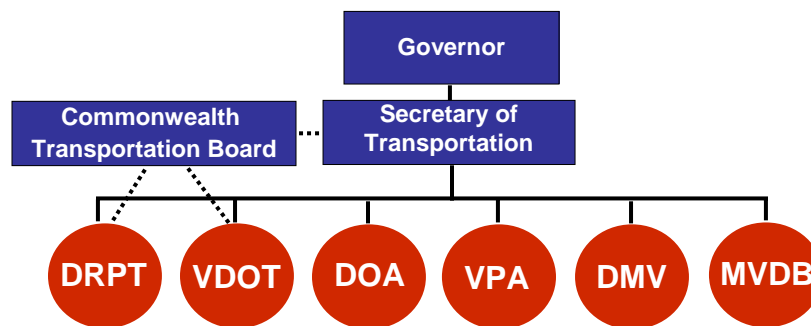 Governor
Commonwealth
Transportation Board
Secretary of
Transportation
DRPT
VDOT
DOA
VPA
DMV
MVDB